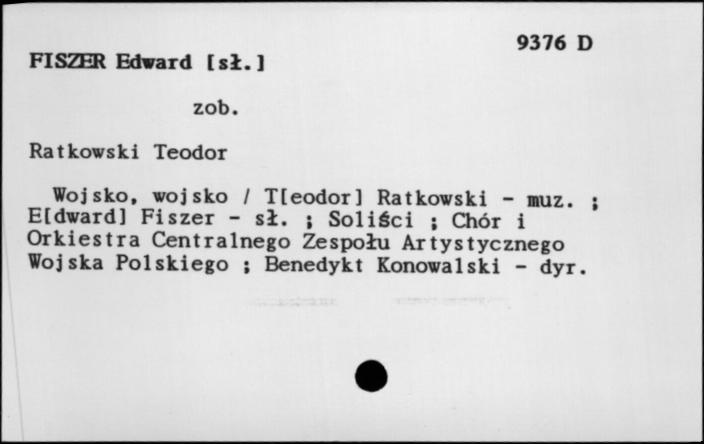 9376 D
FISZER Edward [sł.]
zob.
Ratkowski Teodor
Wojsko, wojsko / T[eodor] Ratkowski - muz. ;
E[dward] Fiszer - sł. ; Soliści ; Chór i
Orkiestra Centralnego Zespołu Artystycznego
Wojska Polskiego ; Benedykt Konowalski - dyr.